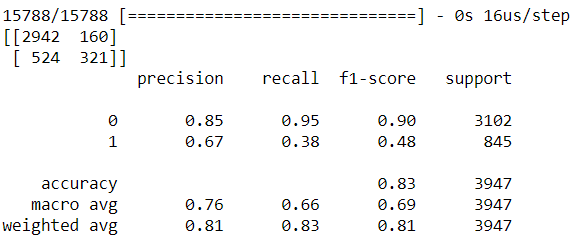 15788/15788 [==============================] - 0s 16us/step
[[2942  160]
 [ 524  321]]
              precision    recall  f1-score   support

           0       0.85      0.95      0.90      3102
           1       0.67      0.38      0.48       845

    accuracy                           0.83      3947
   macro avg       0.76      0.66      0.69      3947
weighted avg       0.81      0.83      0.81      3947